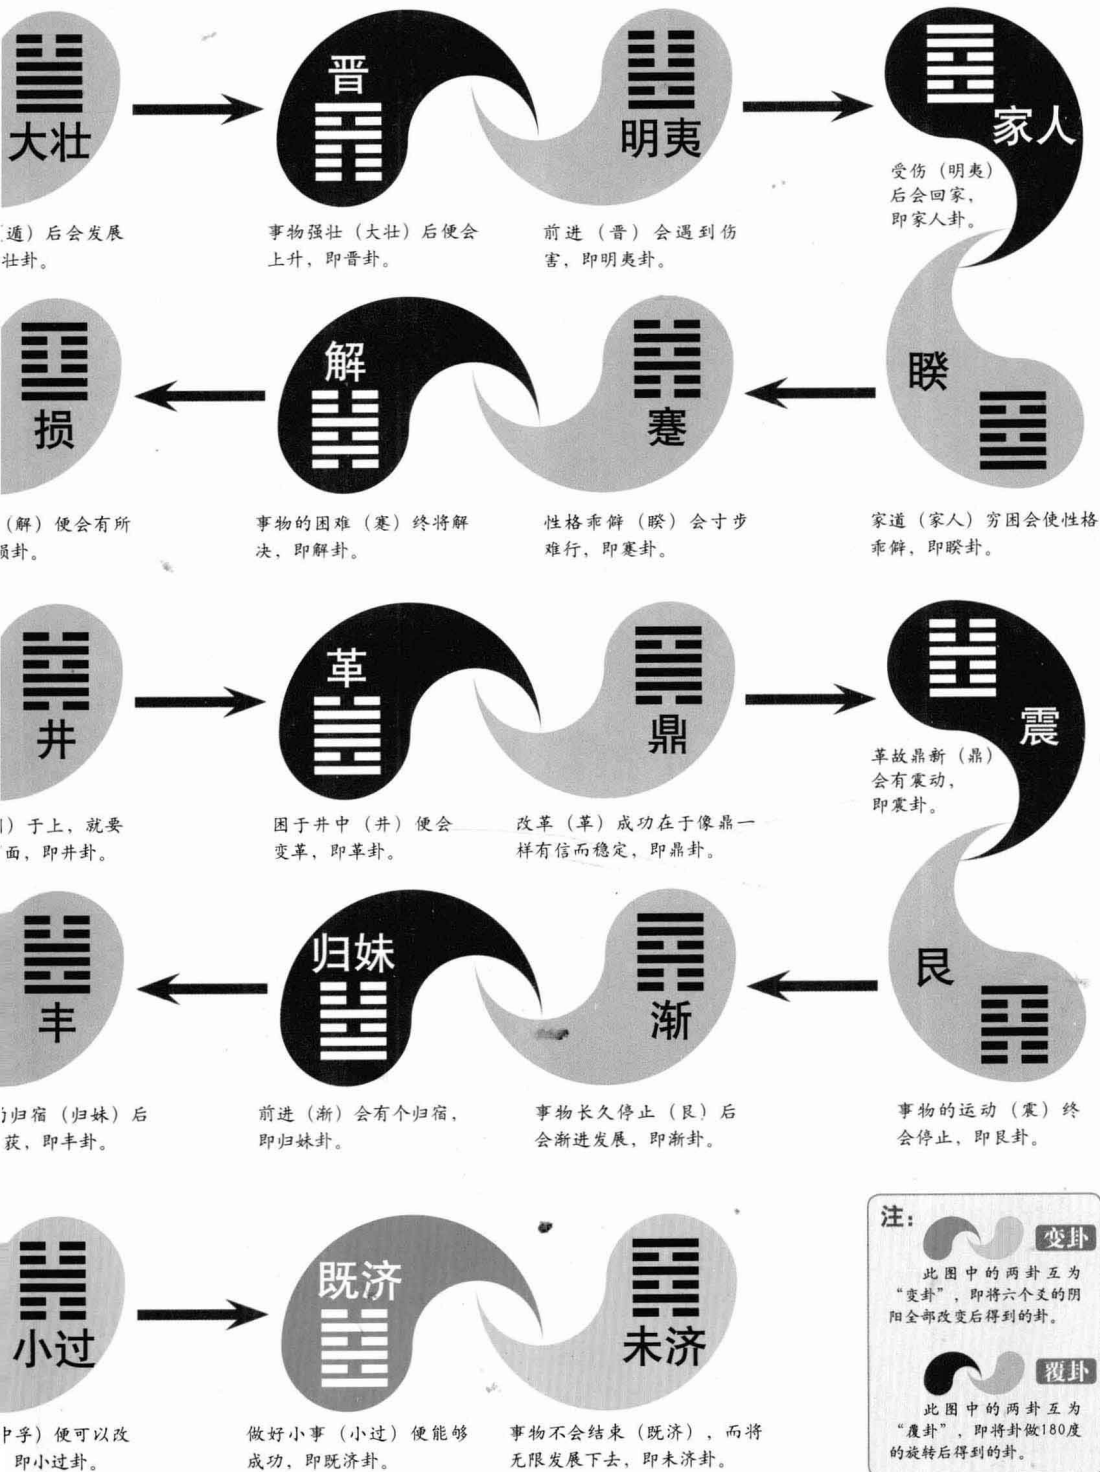 大壮
晋
明夷
家人
遁）后会发展
壮卦。
事物强壮（大壮）后便会
上升，即晋卦。
前进（晋）会遇到伤
害，即明夷卦。
受伤（明夷）
后会回家，
即家人卦。
损
解
蹇
睽
（解）便会有所
损卦。
事物的困难（蹇）终将解
决，即解卦。
性格乖僻（睽）会寸步
难行，即蹇卦。
家道（家人）穷困会使性格
乖僻，即睽卦。
井
革
鼎
震
革故鼎新（鼎）
会有震动，
即震卦。
）于上，就要
面，即井卦。
困于井中（井）便会
变革，即革卦。
改革（革）成功在于像鼎一
样有信而稳定，即鼎卦。
丰
归妹
渐
艮
归宿（归妹）后
获，即丰卦。
前进（渐）会有个归宿，
即归妹卦。
事物长久停止（艮）后
会渐进发展，即渐卦。
事物的运动（震）终
会停止，即艮卦。
小过
既济
未济
中孚）便可以改
即小过卦。
做好小事（小过）便能够
成功，即既济卦。
事物不会结束（既济），而将
无限发展下去，即未济卦。
注：
变卦
此图中的两卦互为
“变卦”，即将六个爻的阴
阳全部改变后得到的卦。
覆卦
此图中的两卦互为
“覆卦”，即将卦做180度
的旋转后得到的卦。